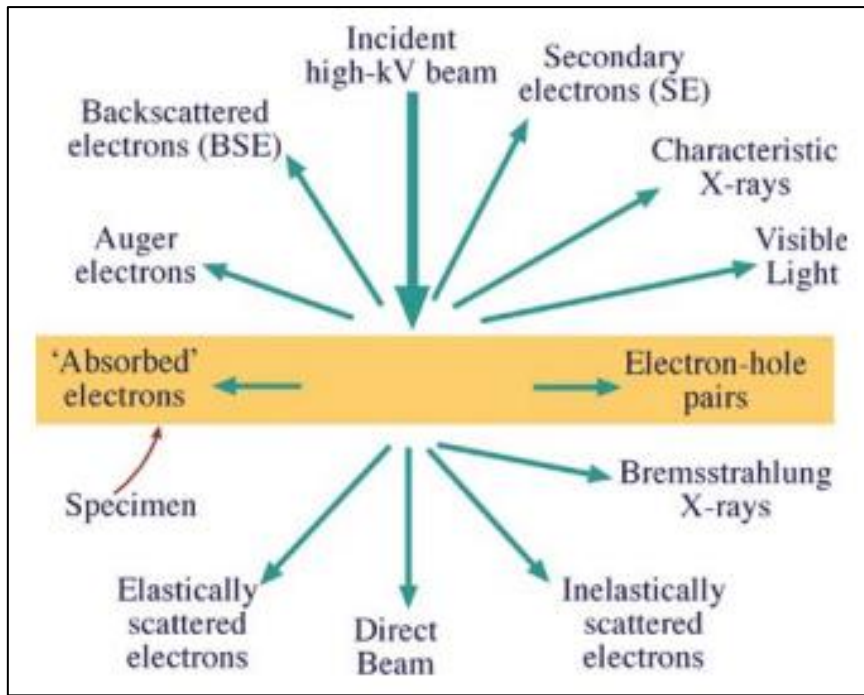 Incident
high-kV beam
Secondary
electrons (SE)
Backscattered
electrons (BSE)
Characteristic
X-rays
Auger
electrons
Visible
Light
‘Absorbed’
electrons
Electron-hole
pairs
Specimen
Bremsstrahlung
X-rays
Elastically
scattered
electrons
Direct
Beam
Inelastically
scattered
electrons